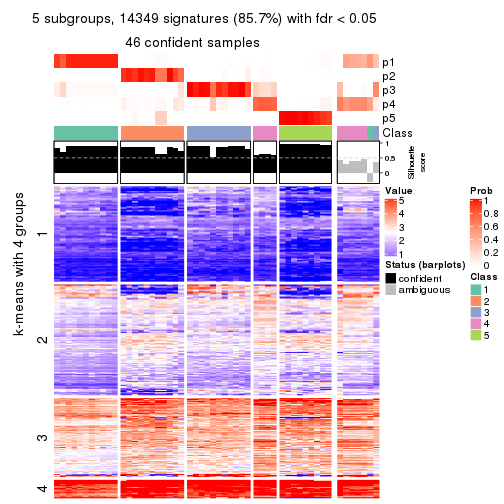 5 subgroups, 14349 signatures (85.7%) with fdr < 0.05
46 confident samples
p1
p2
p3
p4
p5
Class
1
0.5
0
Silhouette
score
k-means with 4 groups
1
2
3
4
Value
5
4
3
2
1
Status (barplots)
confident
ambiguous
Prob
1
0.8
0.6
0.4
0.2
0
Class
1
2
3
4
5